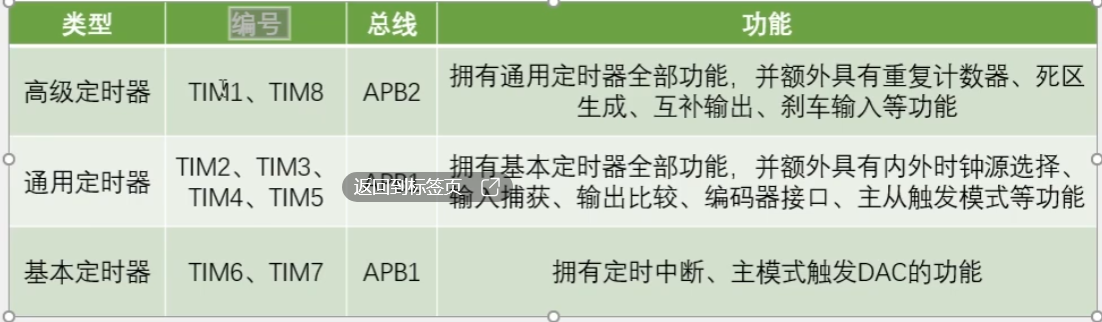 类型 编号 总线 功能
高级定时器 TIM1、TIM8 APB2 拥有通用定时器全部功能，并额外具有重复计数器、死区
生成、互补输出、刹车输入等功能
通用定时器 TIM2、TIM3、
TIM4、TIM5 APB1 拥有基本定时器全部功能，并额外具有内外时钟源选择、
输入捕获、输出比较、编码器接口、主从触发模式等功能
返回到标签页
基本定时器 TIM6、TIM7 APB1 拥有定时中断、主模式触发DAC的功能